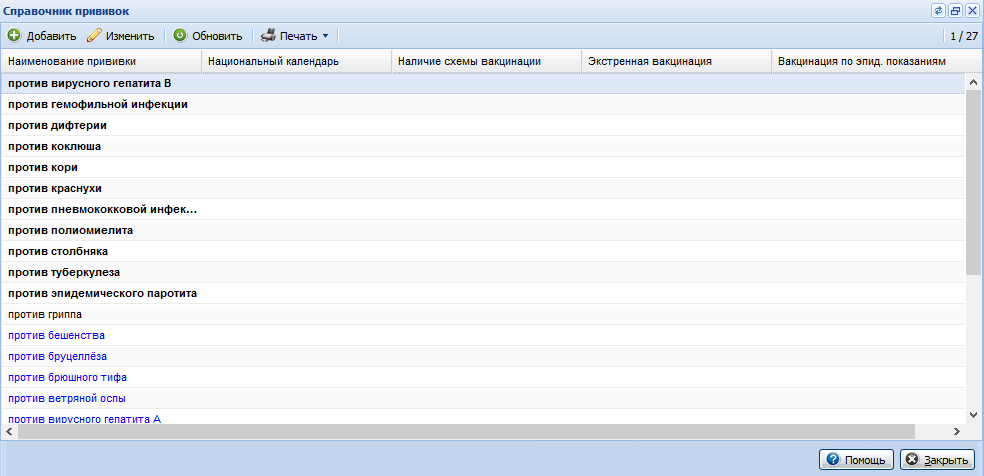 Справочник прививок
Добавить Изменить Обновить Печать 1 / 27
Наименование прививки Национальный календарь Наличие схемы вакцинации Экстренная вакцинация Вакцинация по эпид. показаниям
против вирусного гепатита B
против гемофильной инфекции
против дифтерии
против коклюша
против кори
против краснухи
против пневмококковой инфек...
против полиомиелита
против столбняка
против туберкулеза
против эпидемического паротита
против гриппа
против бешенства
против бруцеллёза
против брюшного тифа
против ветряной оспы
против вирусного гепатита А
Помощь Закрыть